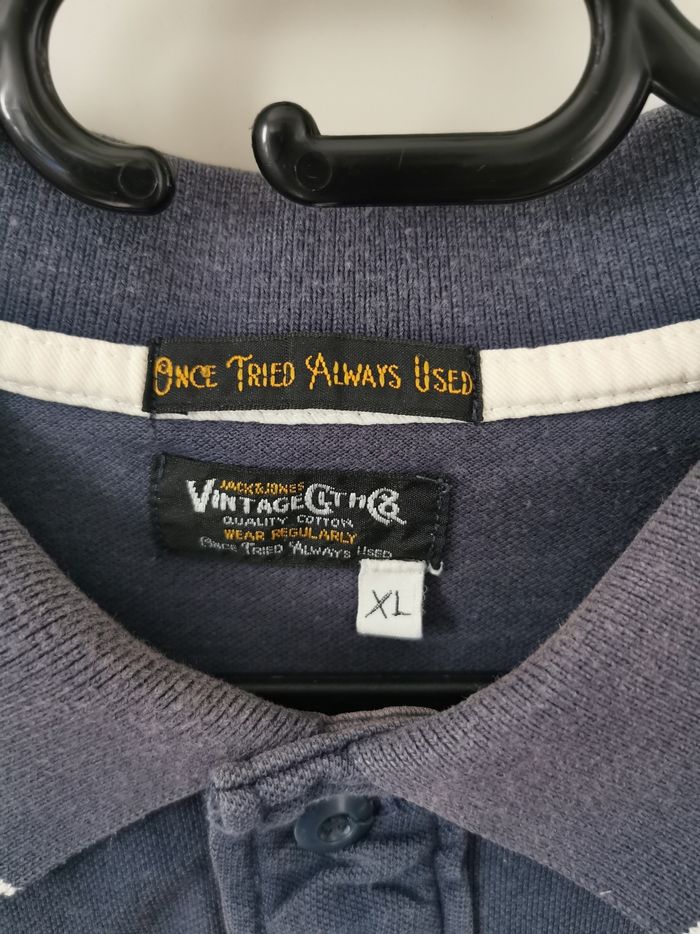 Once Tried Always Used
JACK & JONES
VINTAGE CLTH CO.
QUALITY COTTON
WEAR REGULARLY
Once Tried Always Used
XL